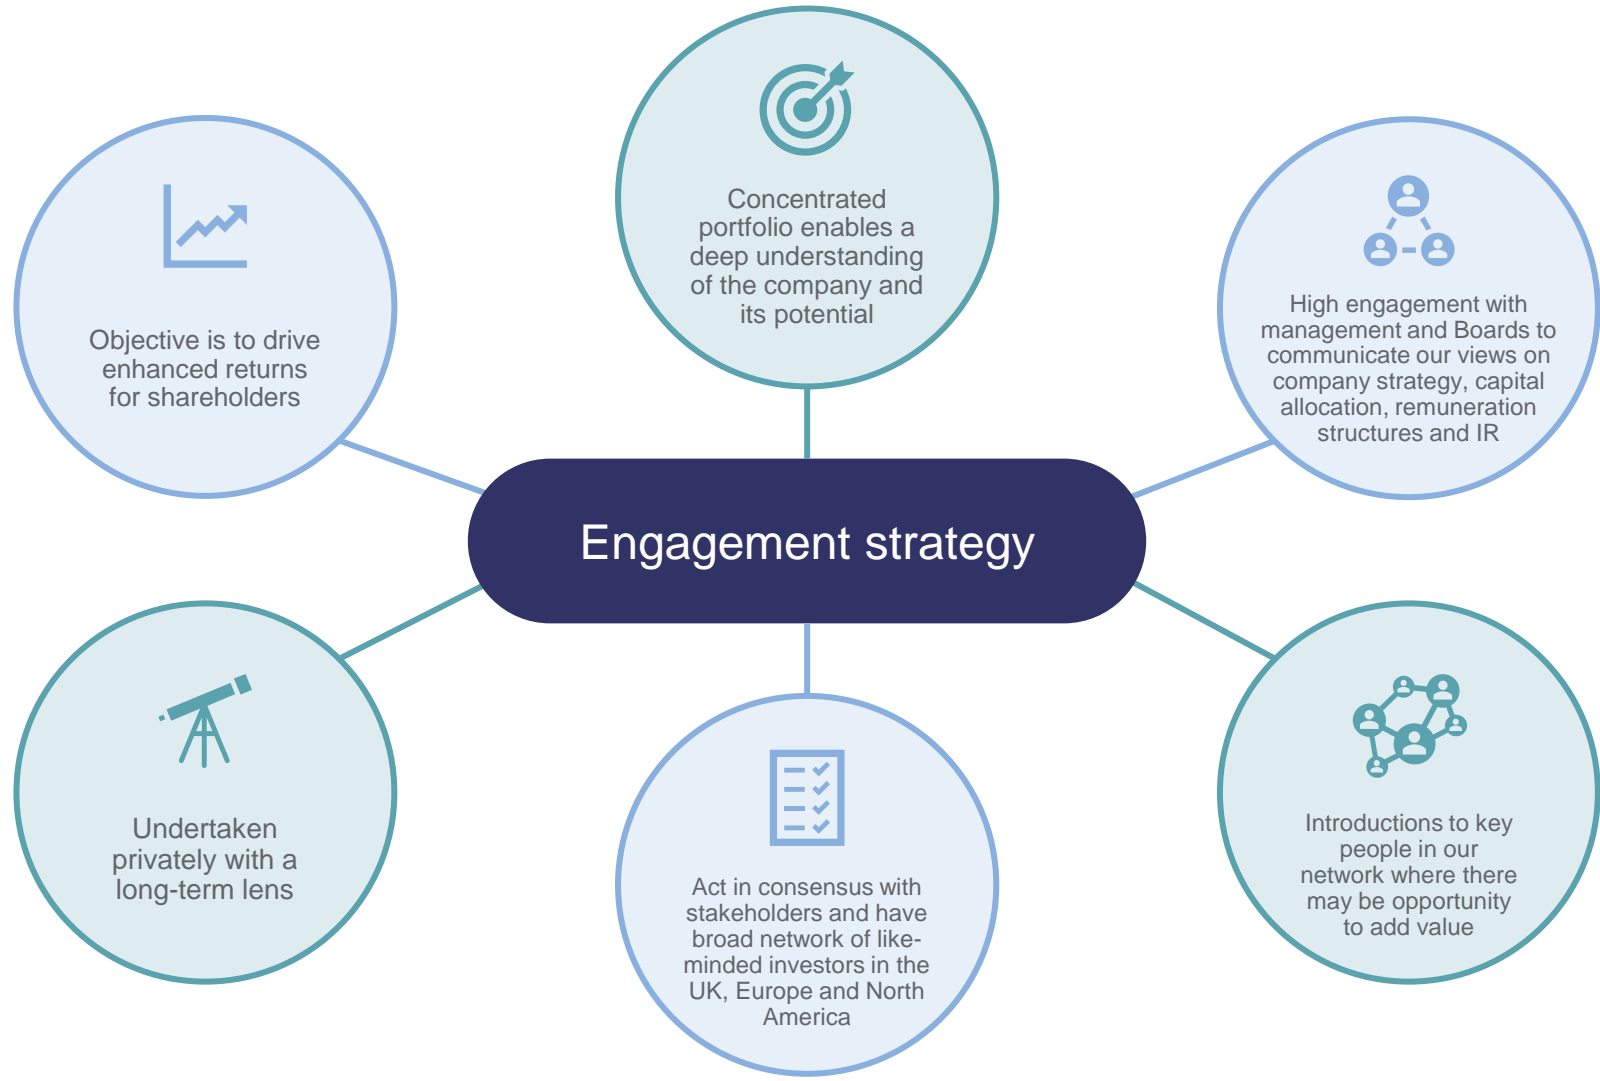 Concentrated
portfolio enables a
deep understanding
of the company and
its potential
Objective is to drive
enhanced returns
for shareholders
High engagement with
management and Boards to
communicate our views on
company strategy, capital
allocation, remuneration
structures and IR
Engagement strategy
Undertaken
privately with a
long-term lens
Act in consensus with
stakeholders and have
broad network of like-
minded investors in the
UK, Europe and North
America
Introductions to key
people in our
network where there
may be opportunity
to add value